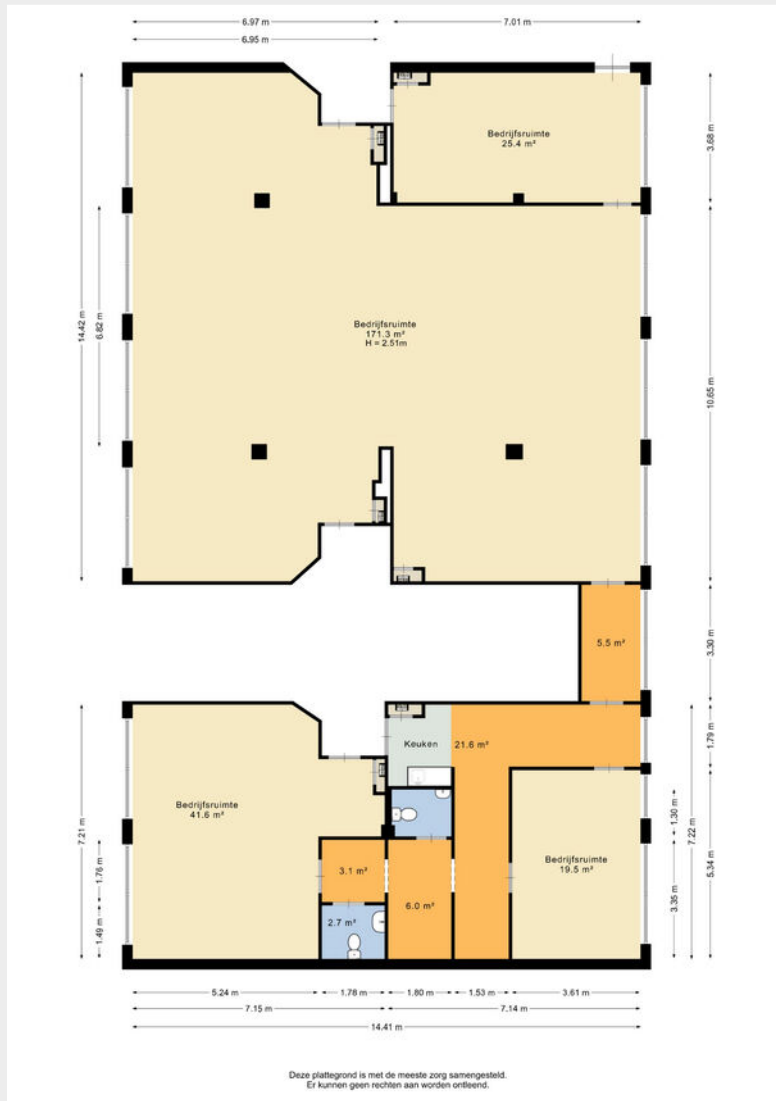 6.97 m
7.01 m
6.95 m
Bedrijfsruimte
25.4 m²
3.68 m
14.42 m
6.82 m
Bedrijfsruimte
171.3 m²
H = 2.51m
10.65 m
5.5 m²
3.30 m
Keuken
21.6 m²
1.79 m
Bedrijfsruimte
41.6 m²
7.21 m
1.76 m
1.49 m
3.1 m²
2.7 m²
6.0 m²
Bedrijfsruimte
19.5 m²
1.30 m
3.35 m
7.22 m
5.34 m
5.24 m
1.78 m
1.80 m
1.53 m
3.61 m
7.15 m
7.14 m
14.41 m
Deze plattegrond is met de meeste zorg samengesteld.
Er kunnen geen rechten aan worden ontleend.